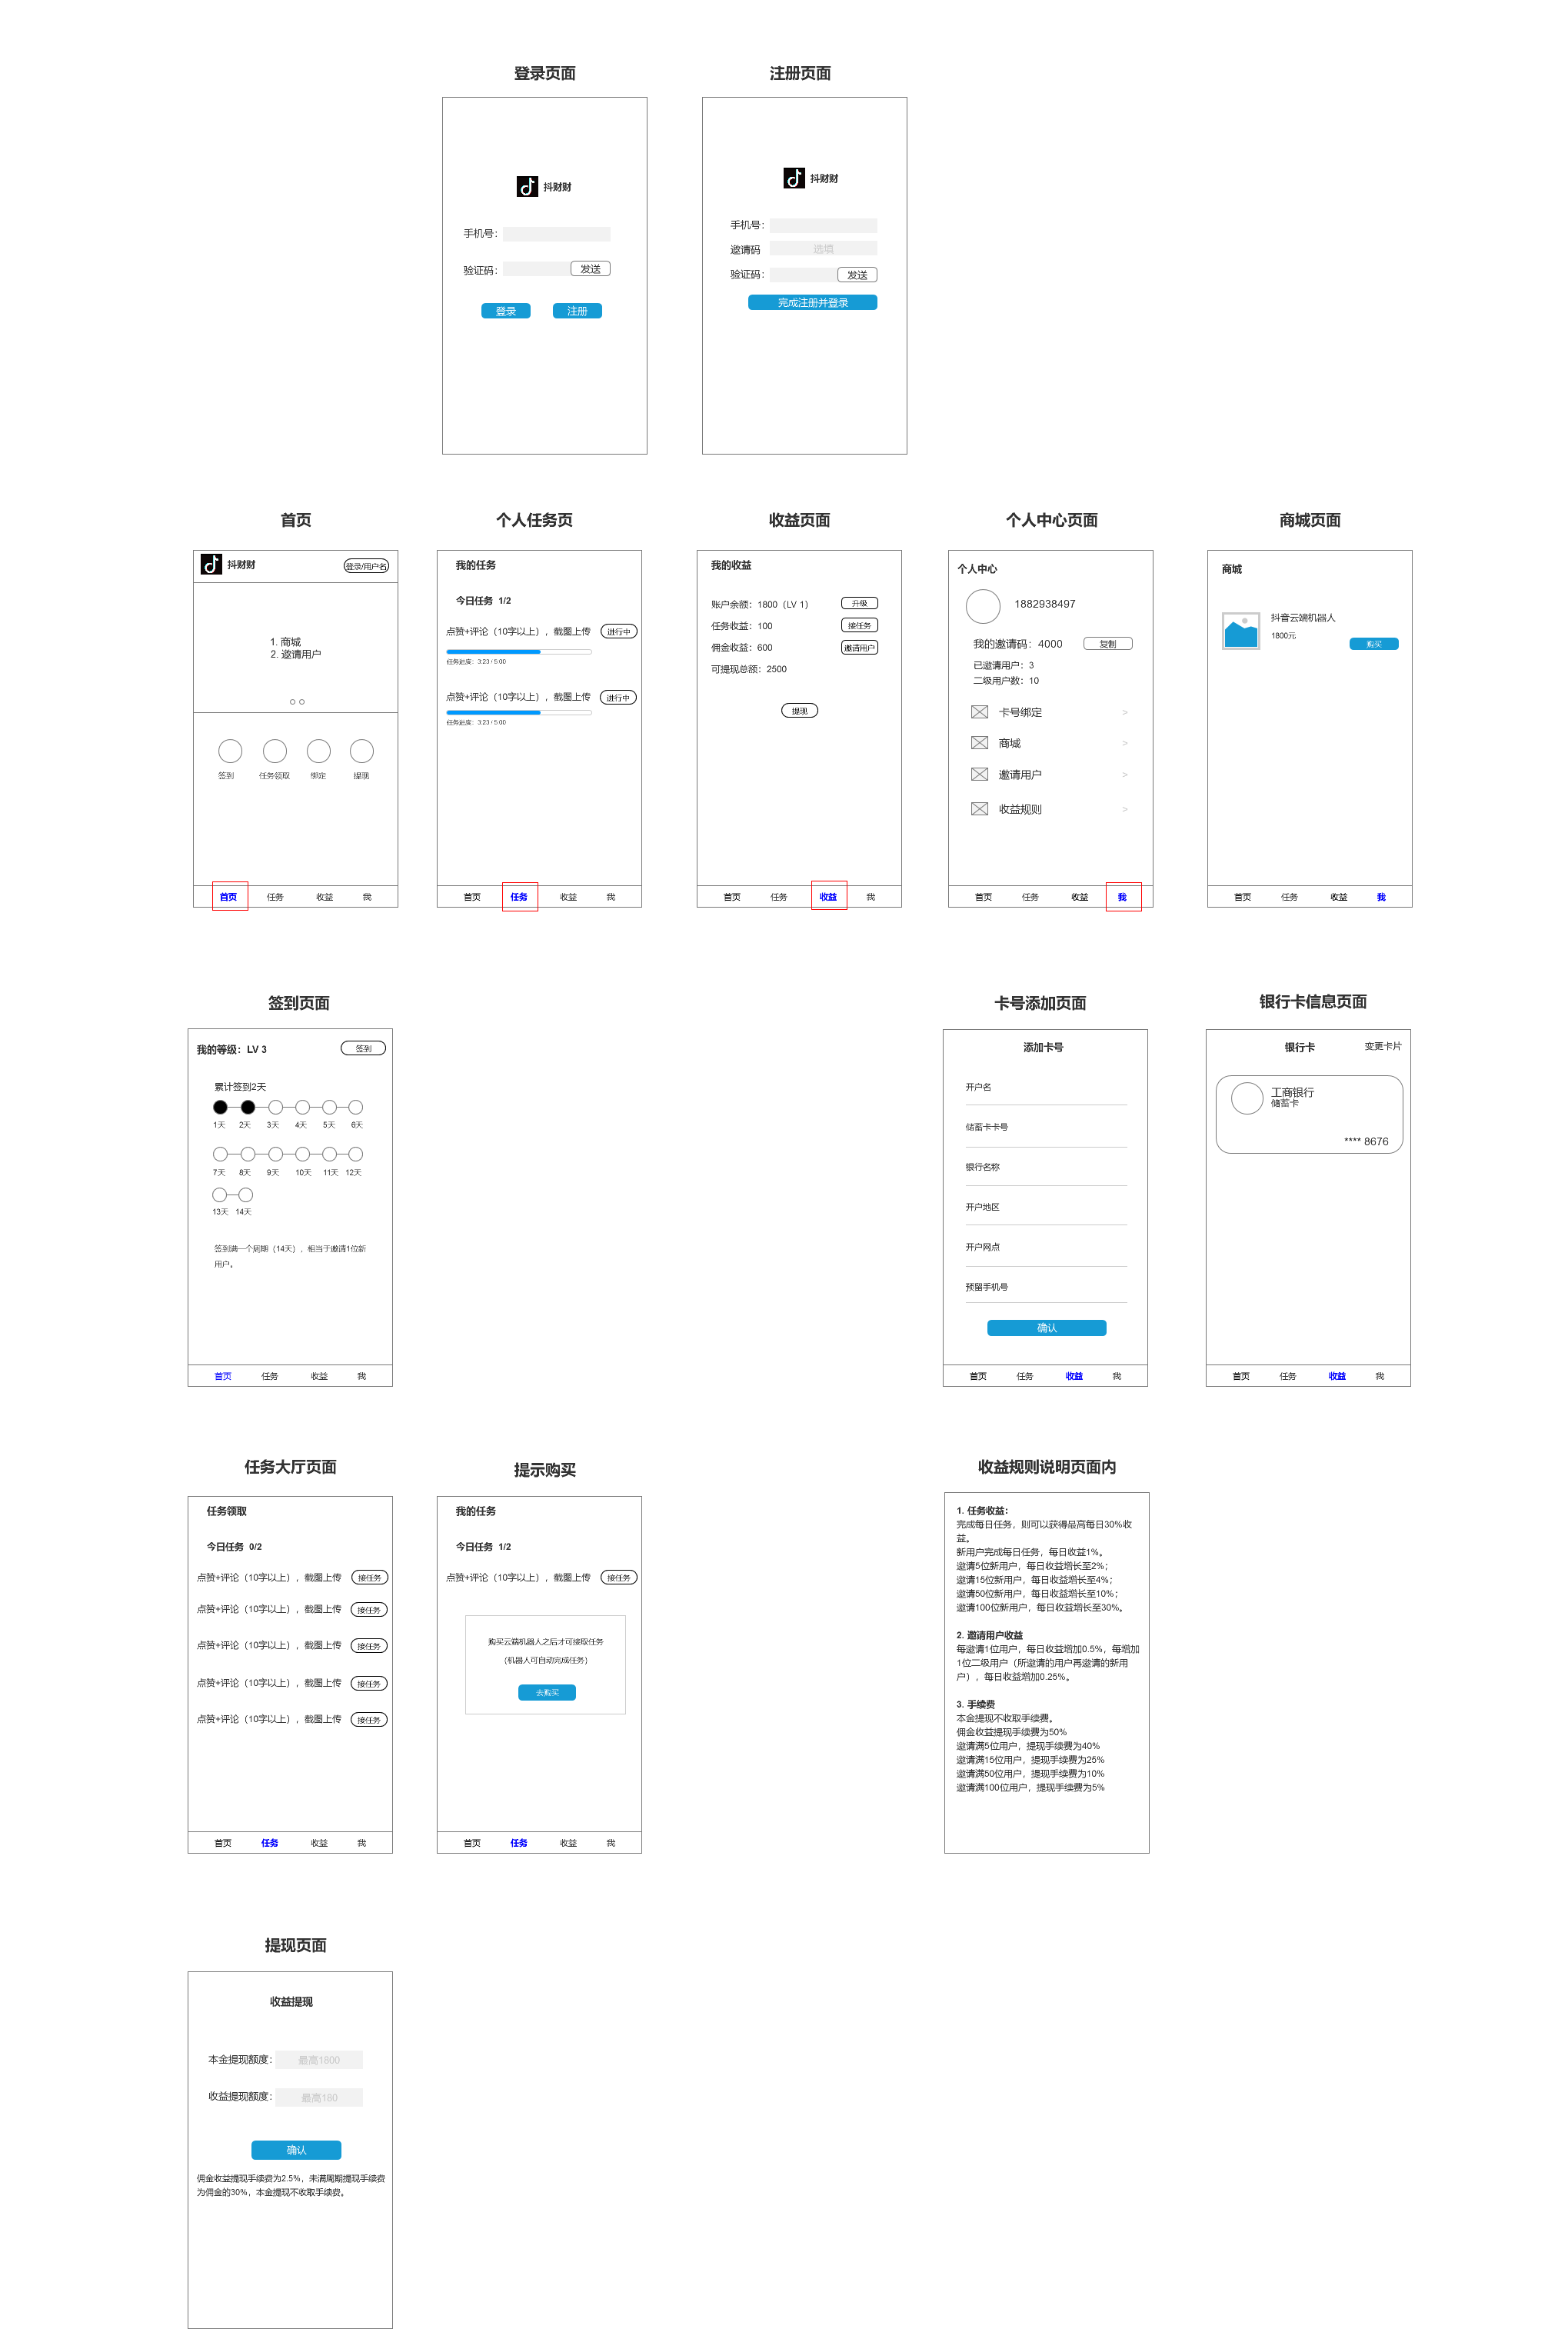 登录页面
注册页面
抖财财
手机号：
验证码：
发送
登录
注册
抖财财
手机号：
邀请码
选填
验证码：
发送
完成注册并登录
首页
个人任务页
收益页面
个人中心页面
商城页面
抖财财
登录/用户名
1. 商城
2. 邀请用户
签到
任务领取
绑定
提现
首页
任务
收益
我
我的任务
今日任务 1/2
点赞+评论（10字以上），截图上传
进行中
任务进度：3.23 / 5.00
点赞+评论（10字以上），截图上传
进行中
任务进度：3.23 / 5.00
首页
任务
收益
我
我的收益
账户余额：1800（LV 1）
升级
任务收益：100
接任务
佣金收益：600
邀请用户
可提现总额：2500
提现
首页
任务
收益
我
个人中心
1882938497
我的邀请码：4000
复制
已邀请用户：3
二级用户数：10
卡号绑定
>
商城
>
邀请用户
>
收益规则
>
首页
任务
收益
我
商城
抖音云端机器人
1800元
购买
首页
任务
收益
我
签到页面
卡号添加页面
银行卡信息页面
我的等级：LV 3
签到
累计签到2天
1天
2天
3天
4天
5天
6天
7天
8天
9天
10天
11天
12天
13天
14天
签到满一个周期（14天），相当于邀请1位新
用户。
首页
任务
收益
我
添加卡号
开户名
储蓄卡卡号
银行名称
开户地区
开户网点
预留手机号
确认
首页
任务
收益
我
银行卡
变更卡片
工商银行
储蓄卡
**** 8676
首页
任务
收益
我
任务大厅页面
提示购买
收益规则说明页面内
任务领取
今日任务 0/2
点赞+评论（10字以上），截图上传
接任务
点赞+评论（10字以上），截图上传
接任务
点赞+评论（10字以上），截图上传
接任务
点赞+评论（10字以上），截图上传
接任务
点赞+评论（10字以上），截图上传
接任务
首页
任务
收益
我
我的任务
今日任务 1/2
点赞+评论（10字以上），截图上传
接任务
购买云端机器人之后才可接取任务
（机器人可自动完成任务）
去购买
首页
任务
收益
我
1. 任务收益：
完成每日任务，则可以获得最高每日30%收
益。
新用户完成每日任务，每日收益1%。
邀请5位新用户，每日收益增长至2%；
邀请15位新用户，每日收益增长至4%；
邀请50位新用户，每日收益增长至10%；
邀请100位新用户，每日收益增长至30%。
2. 邀请用户收益
每邀请1位用户，每日收益增加0.5%，每增加
1位二级用户（所邀请的用户再邀请的新用
户），每日收益增加0.25%。
3. 手续费
本金提现不收取手续费。
佣金收益提现手续费为50%
邀请满5位用户，提现手续费为40%
邀请满15位用户，提现手续费为25%
邀请满50位用户，提现手续费为10%
邀请满100位用户，提现手续费为5%
提现页面
收益提现
本金提现额度：
最高1800
收益提现额度：
最高180
确认
佣金收益提现手续费为2.5%，未满周期提现手续费
为佣金的30%，本金提现不收取手续费。